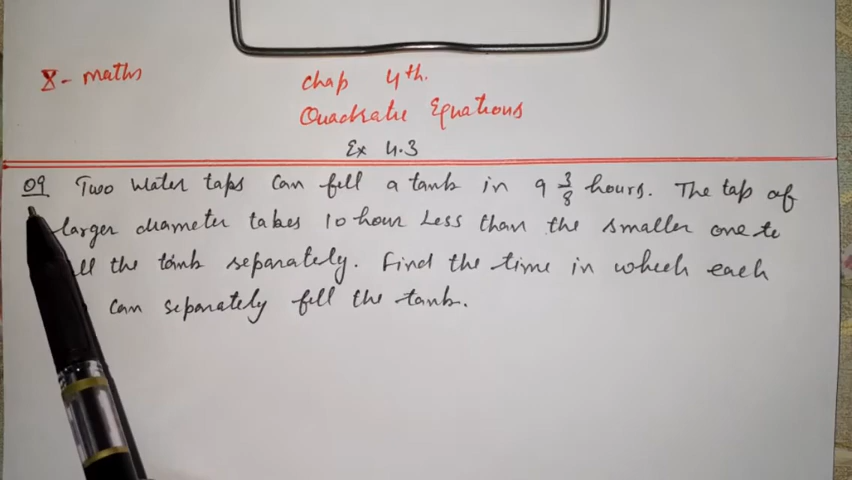 X - maths
chap 4th.
Quadratic Equations
Ex 4.3
09 Two water taps can fill a tank in 9 3/8 hours. The tap of
larger diameter takes 10 hour less than the smaller one to
the tank separately. Find the time in which each
can separately fill the tank.